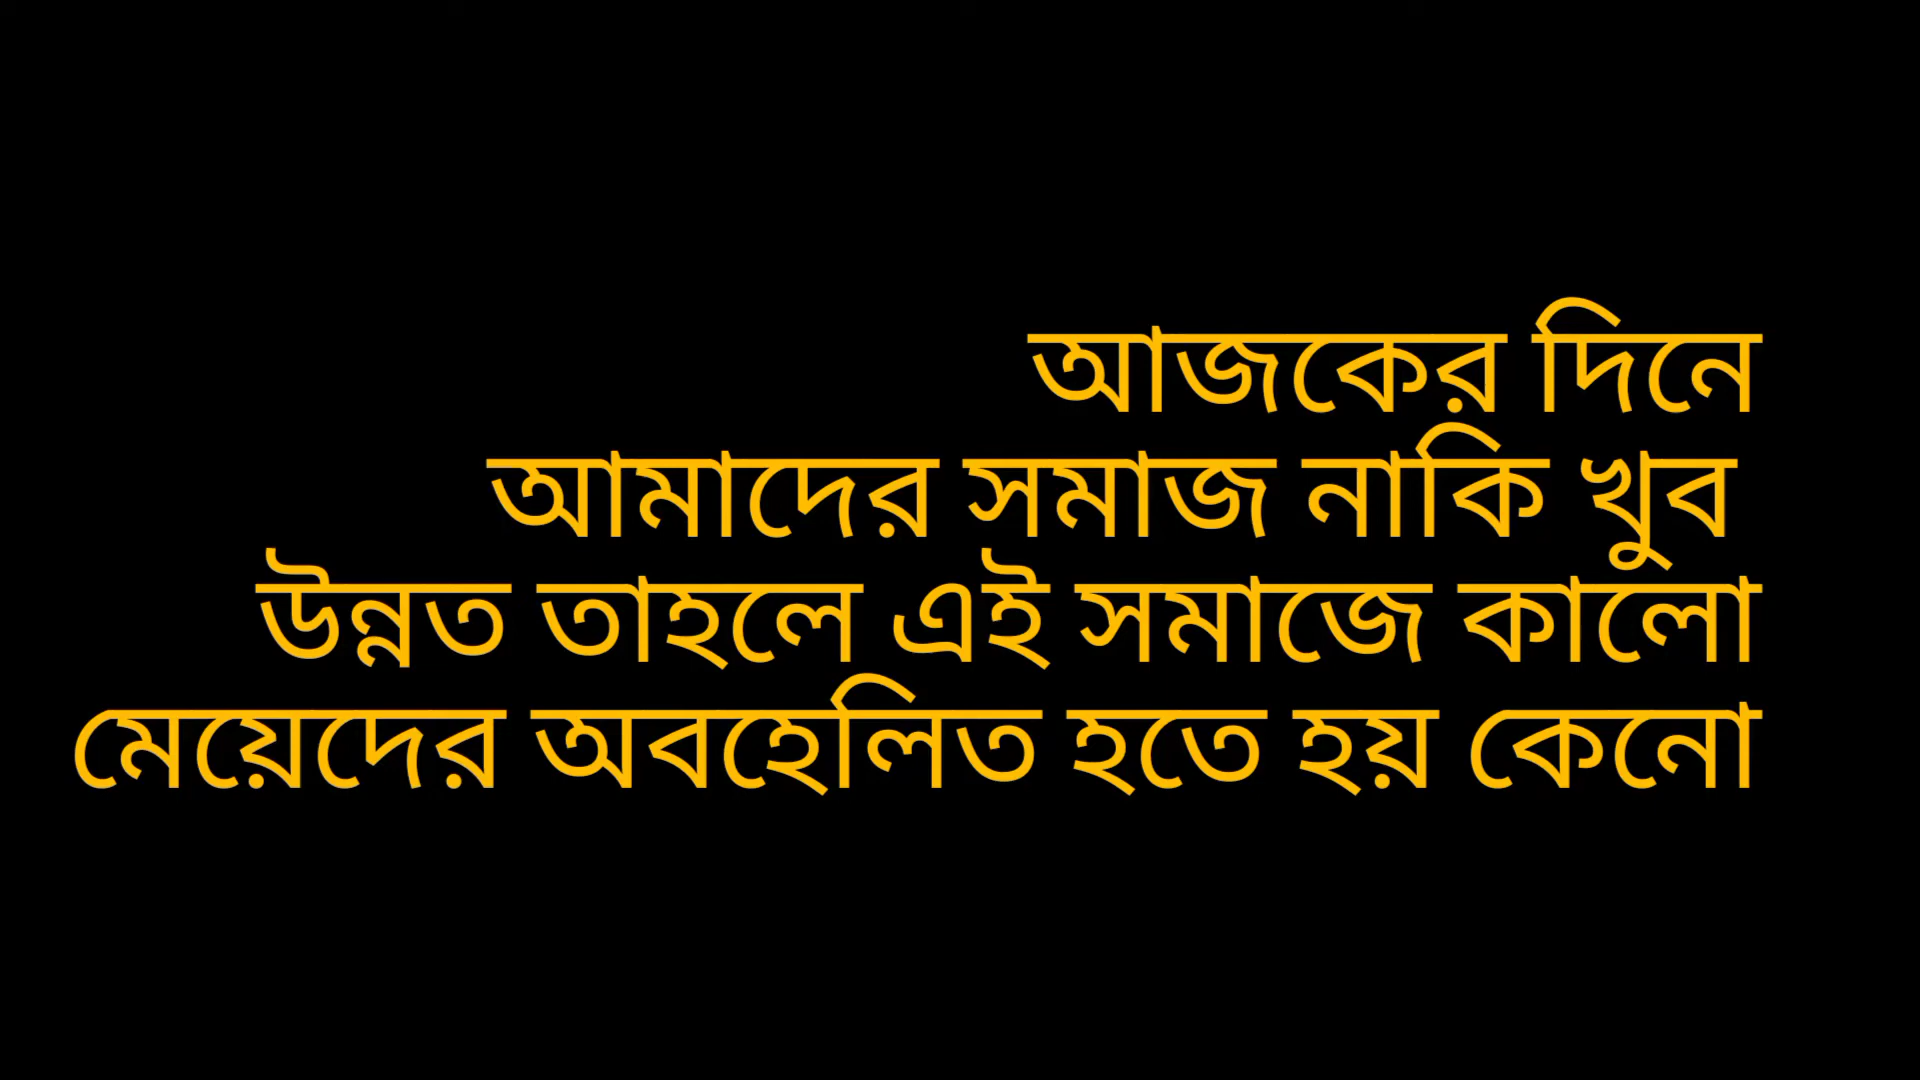 আজকের দিনে
আমাদের সমাজ নাকি খুব
উন্নত তাহলে এই সমাজে কালো
মেয়েদের অবহেলিত হতে হয় কেনো